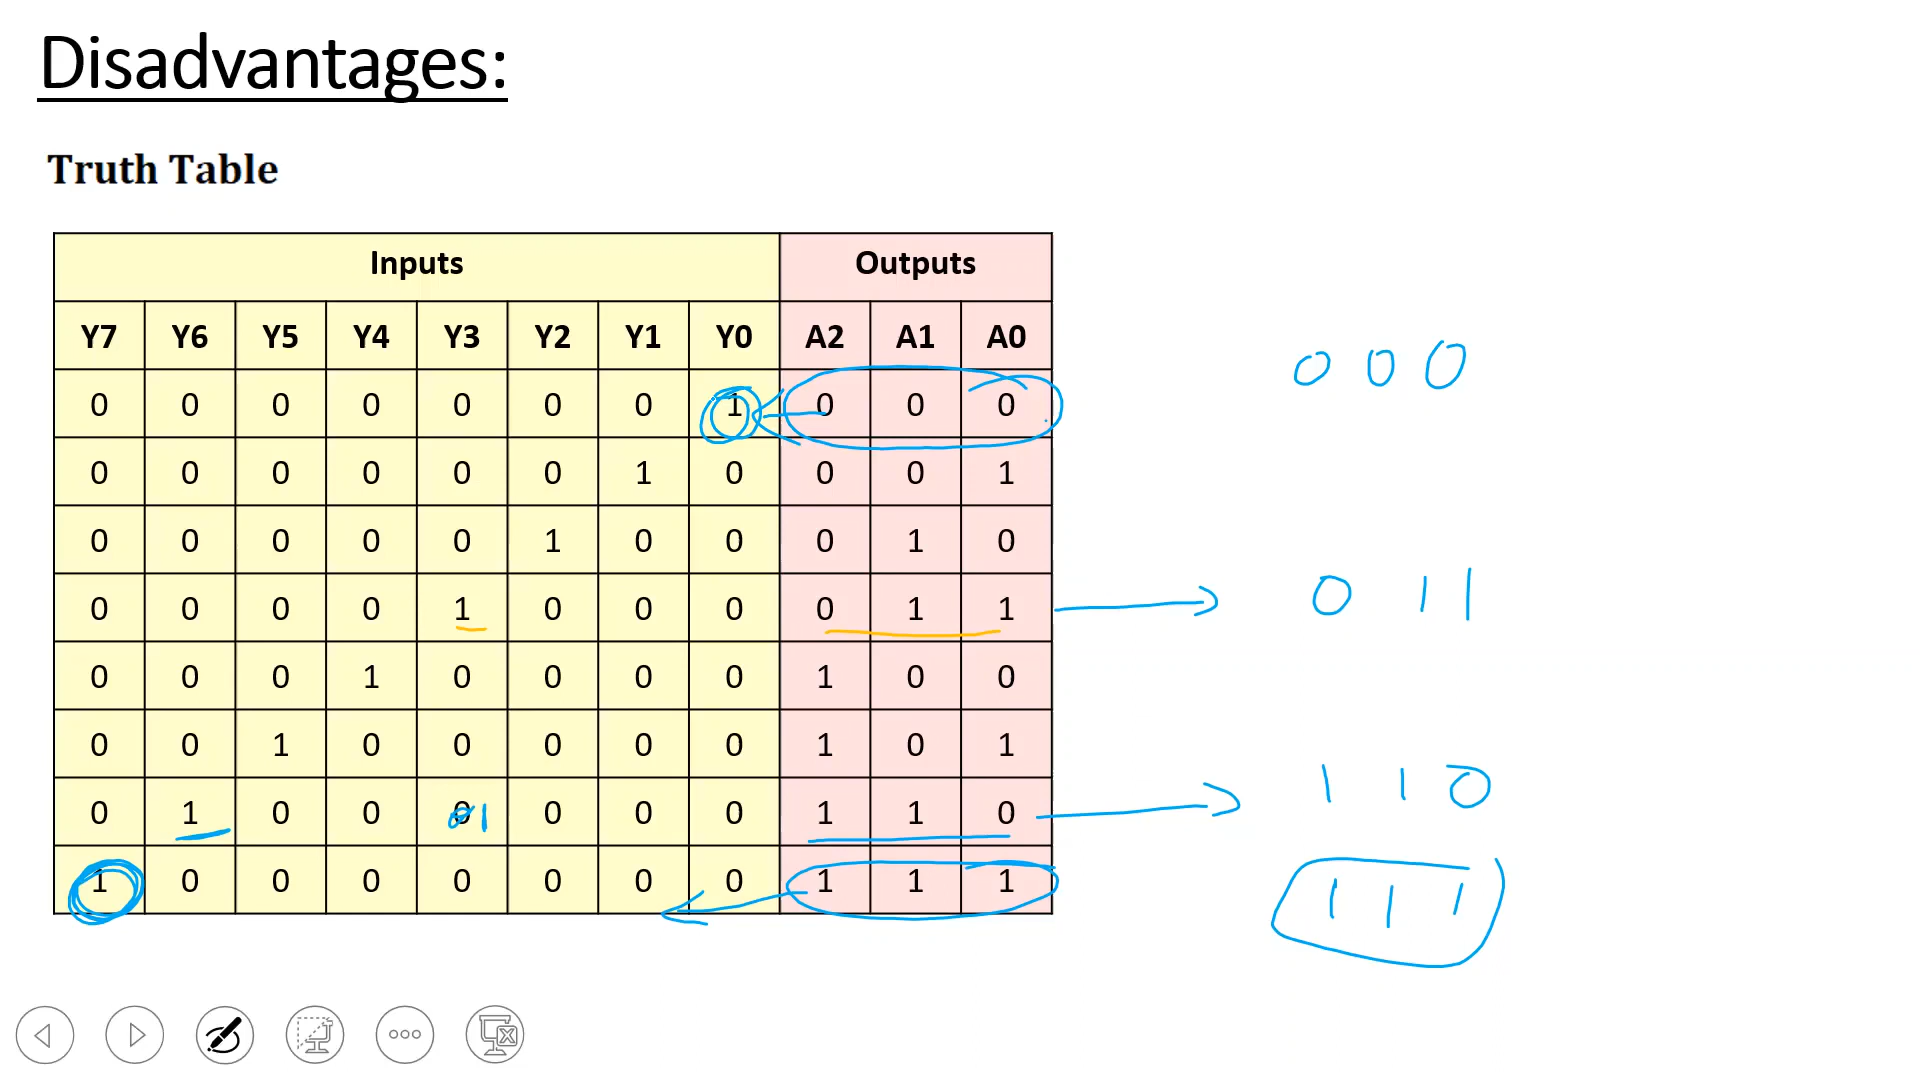 Disadvantages:
Truth Table
Inputs Outputs
Y7 Y6 Y5 Y4 Y3 Y2 Y1 Y0 A2 A1 A0
0 0 0 0 0 0 0 1 0 0 0
0 0 0
0 0 0 0 0 0 1 0 0 0 1
0 0 0 0 0 1 0 0 0 1 0
0 0 0 0 1 0 0 0 0 1 1
0 1 1
0 0 0 1 0 0 0 0 1 0 0
0 0 1 0 0 0 0 0 1 0 1
0 1 0 0 0 1 0 0 0 1 1 0
1 1 0
1 0 0 0 0 0 0 0 1 1 1
1 1 1